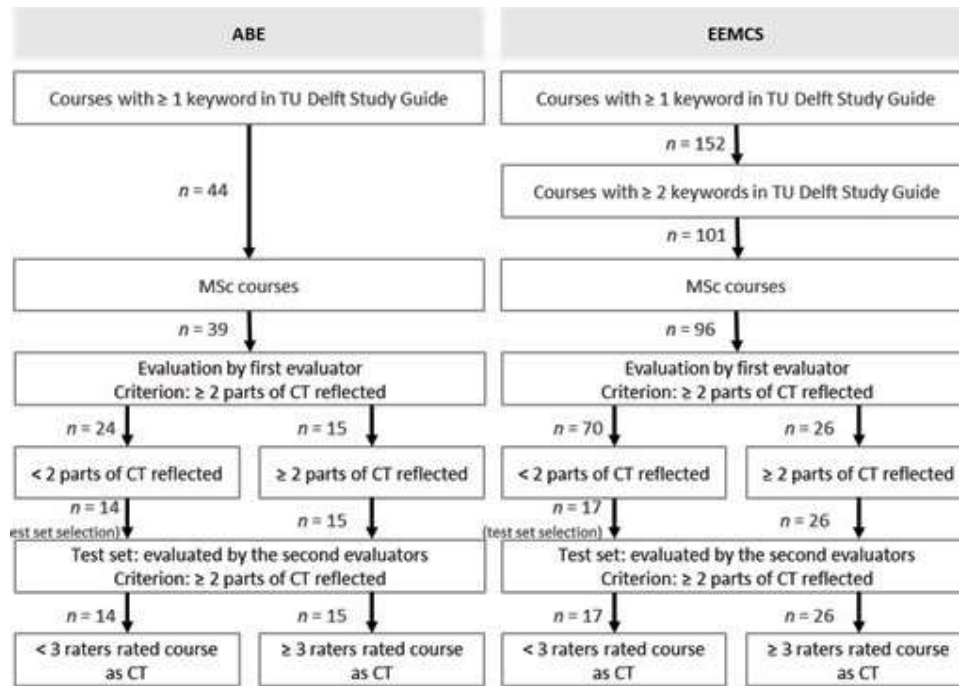 ABE
EEMCS
Courses with ≥ 1 keyword in TU Delft Study Guide
Courses with ≥ 1 keyword in TU Delft Study Guide
n = 152
n = 44
Courses with ≥ 2 keywords in TU Delft Study Guide
n = 101
MSc courses
MSc courses
n = 39
n = 96
Evaluation by first evaluator
Criterion: ≥ 2 parts of CT reflected
Evaluation by first evaluator
Criterion: ≥ 2 parts of CT reflected
n = 24
n = 15
n = 70
n = 26
< 2 parts of CT reflected
≥ 2 parts of CT reflected
< 2 parts of CT reflected
≥ 2 parts of CT reflected
n = 14
est set selection)
n = 15
n = 17
(test set selection)
n = 26
Test set: evaluated by the second evaluators
Criterion: ≥ 2 parts of CT reflected
Test set: evaluated by the second evaluators
Criterion: ≥ 2 parts of CT reflected
n = 14
n = 15
n = 17
n = 26
< 3 raters rated course
as CT
≥ 3 raters rated course
as CT
< 3 raters rated course
as CT
≥ 3 raters rated course
as CT